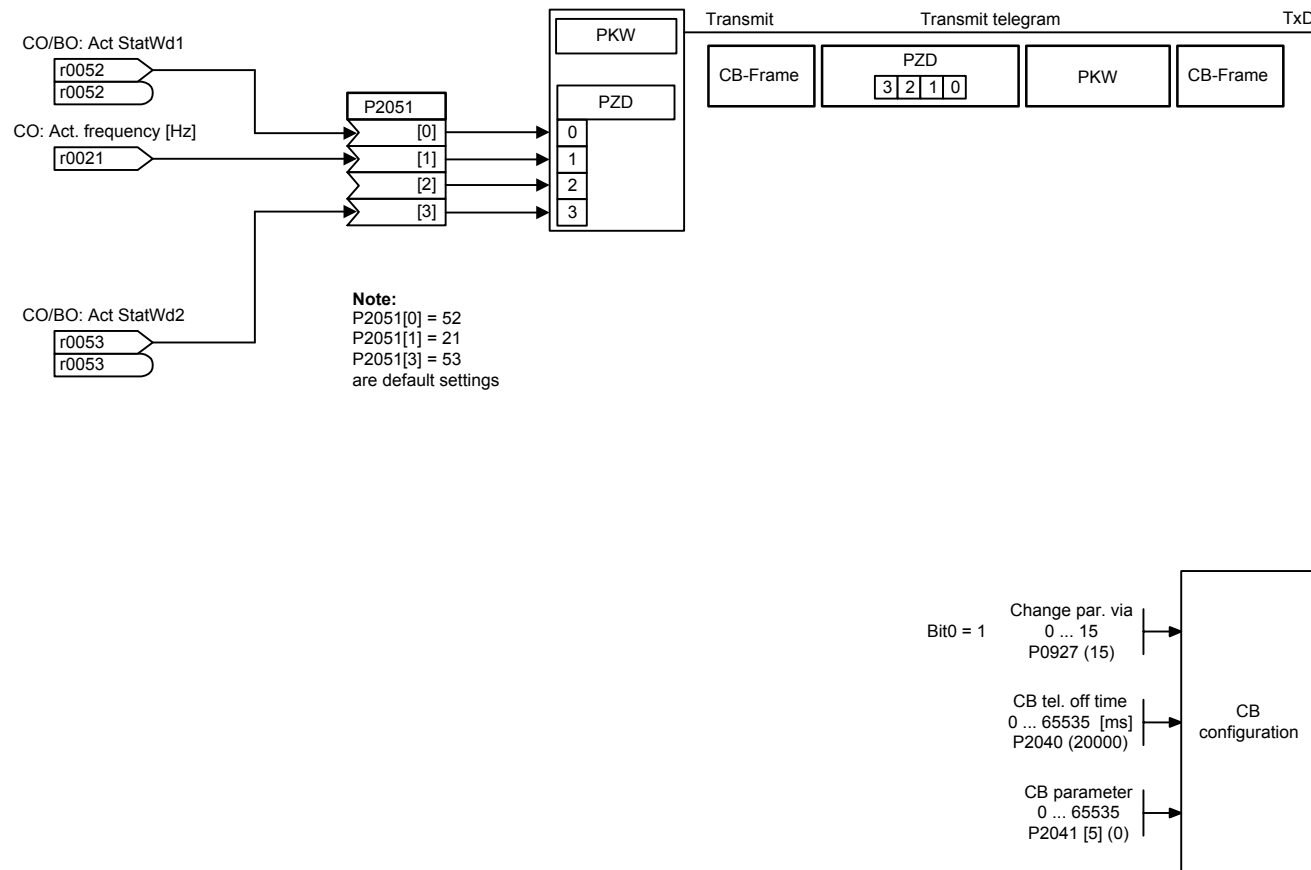 Transmit
Transmit telegram
TxD
PKW
CO/BO: Act StatWd1
r0052
r0052
CB-Frame
PZD
3 2 1 0
PKW
CB-Frame
P2051
PZD
CO: Act. frequency [Hz]
r0021
[0]
[1]
[2]
[3]
0
1
2
3
CO/BO: Act StatWd2
r0053
r0053
Note:
P2051[0] = 52
P2051[1] = 21
P2051[3] = 53
are default settings
Bit0 = 1
Change par. via
0 ... 15
P0927 (15)
CB tel. off time
0 ... 65535 [ms]
P2040 (20000)
CB
configuration
CB parameter
0 ... 65535
P2041 [5] (0)